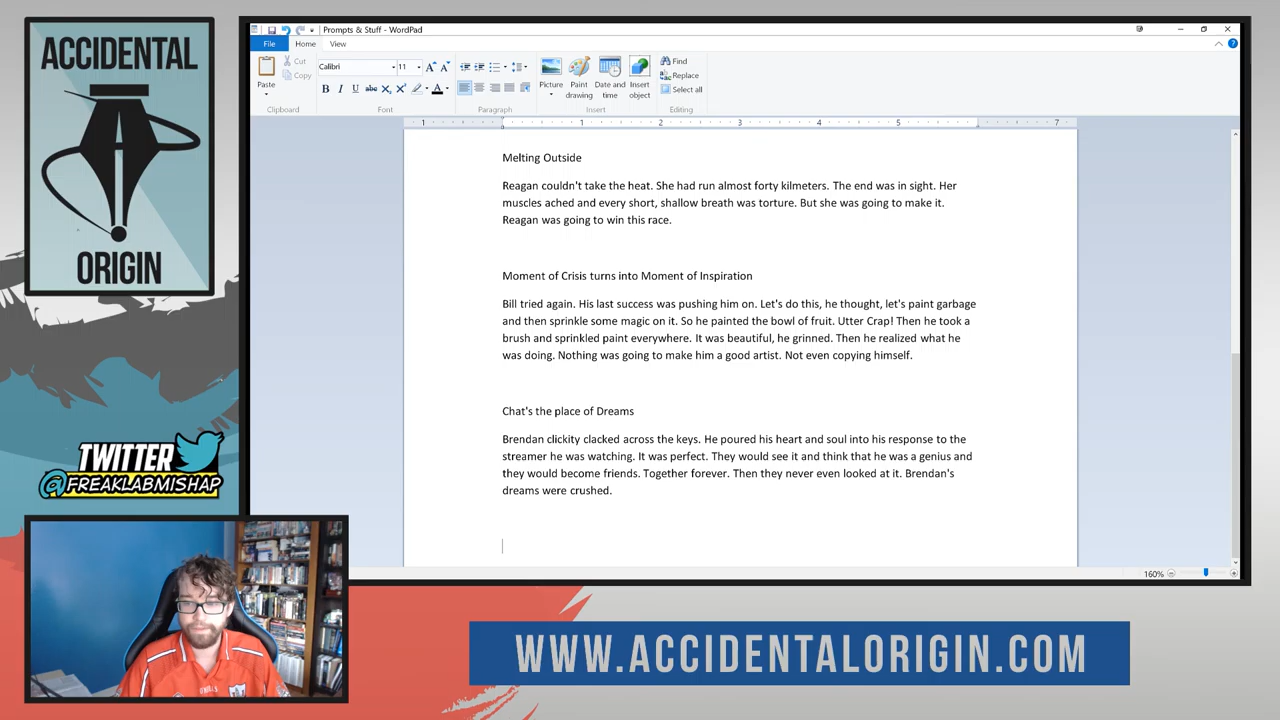 ACCIDENTAL
ORIGIN
Prompts & Stuff - WordPad
File
Home
View
Paste
Cut
Copy
Clipboard
Calibri
11
B I U abc X₂ X² A
Font
Paragraph
Picture
Paint
drawing
Date and
time
Insert
object
Insert
Find
Replace
Select all
Editing
1 1 2 3 4 5 7
Melting Outside
Reagan couldn't take the heat. She had run almost forty kilmeters. The end was in sight. Her
muscles ached and every short, shallow breath was torture. But she was going to make it.
Reagan was going to win this race.
Moment of Crisis turns into Moment of Inspiration
Bill tried again. His last success was pushing him on. Let's do this, he thought, let's paint garbage
and then sprinkle some magic on it. So he painted the bowl of fruit. Utter Crap! Then he took a
brush and sprinkled paint everywhere. It was beautiful, he grinned. Then he realized what he
was doing. Nothing was going to make him a good artist. Not even copying himself.
Chat's the place of Dreams
Brendan clickity clacked across the keys. He poured his heart and soul into his response to the
streamer he was watching. It was perfect. They would see it and think that he was a genius and
they would become friends. Together forever. Then they never even looked at it. Brendan's
dreams were crushed.
160%
TWITTER
@FREAKLABMISHAP
WWW.ACCIDENTALORIGIN.COM